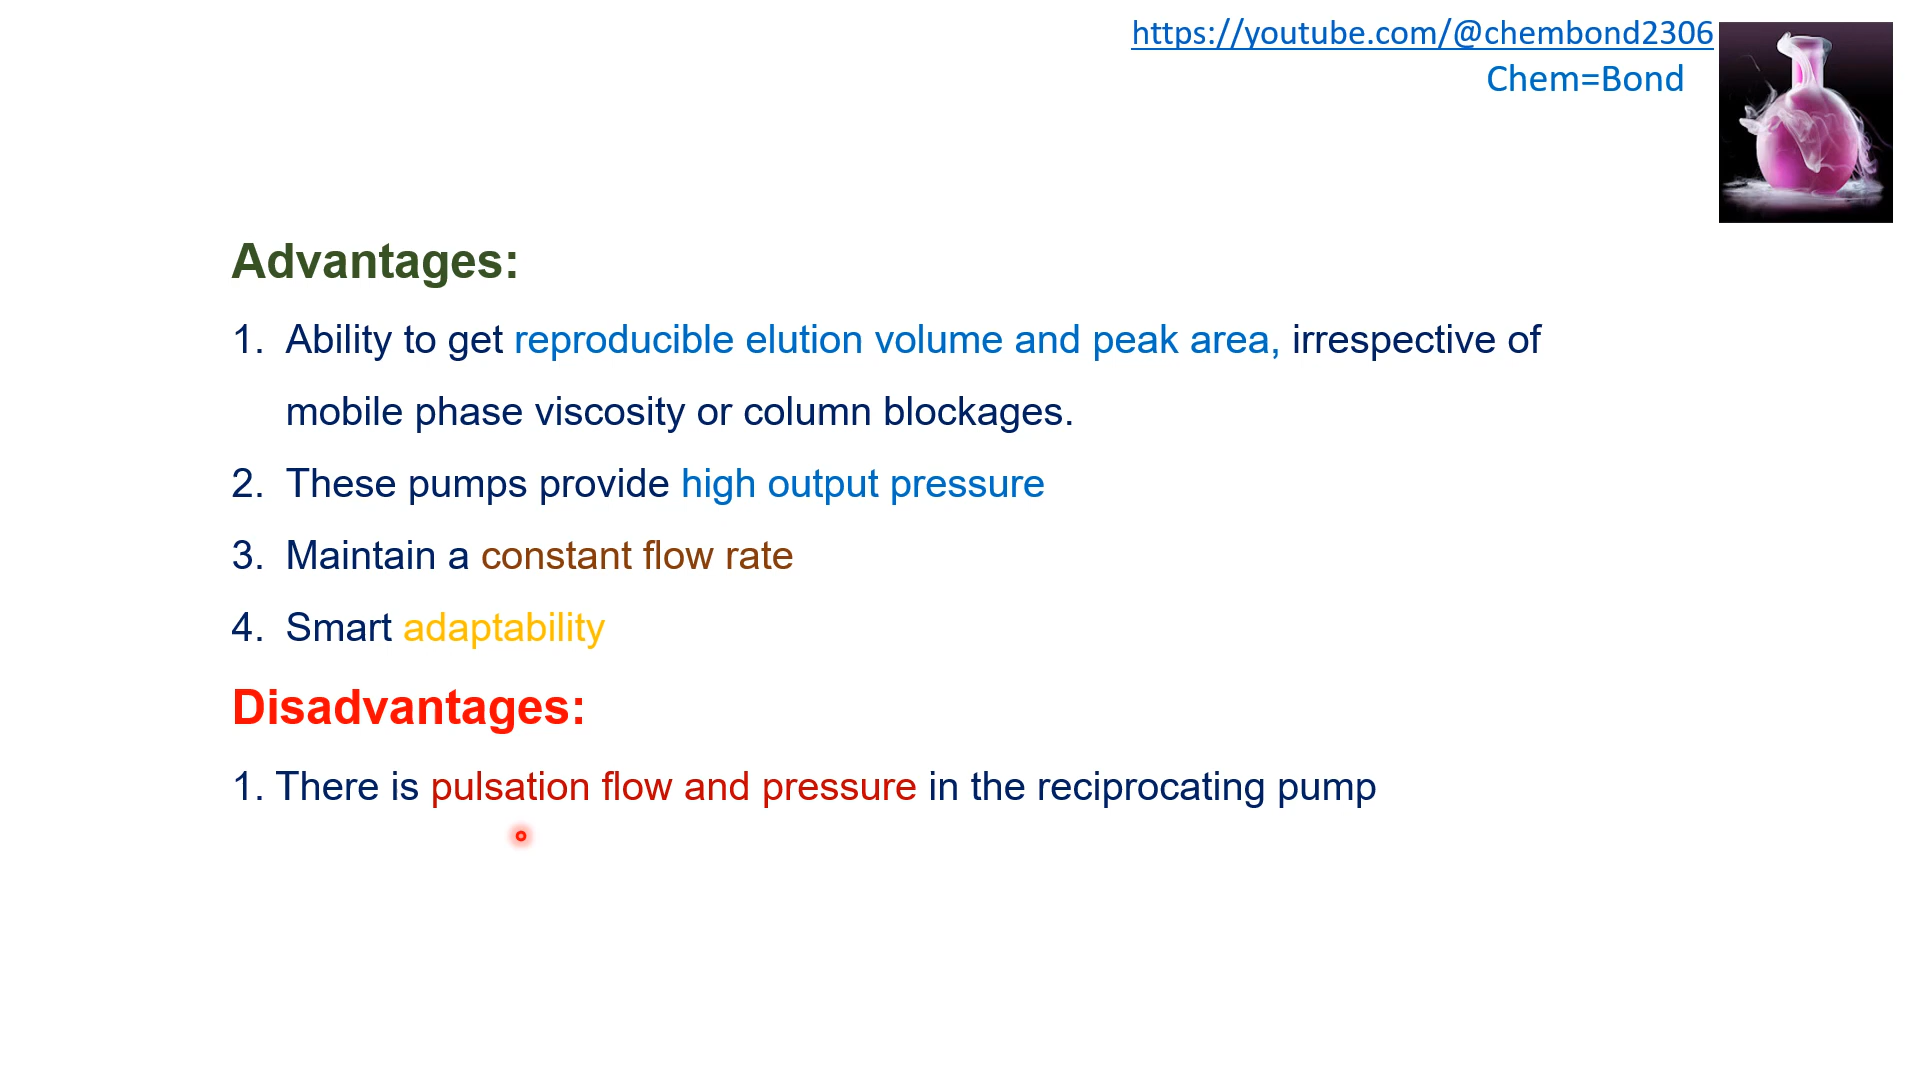 https://youtube.com/@chembond2306
Chem=Bond
Advantages:
1. Ability to get reproducible elution volume and peak area, irrespective of
mobile phase viscosity or column blockages.
2. These pumps provide high output pressure
3. Maintain a constant flow rate
4. Smart adaptability
Disadvantages:
1. There is pulsation flow and pressure in the reciprocating pump